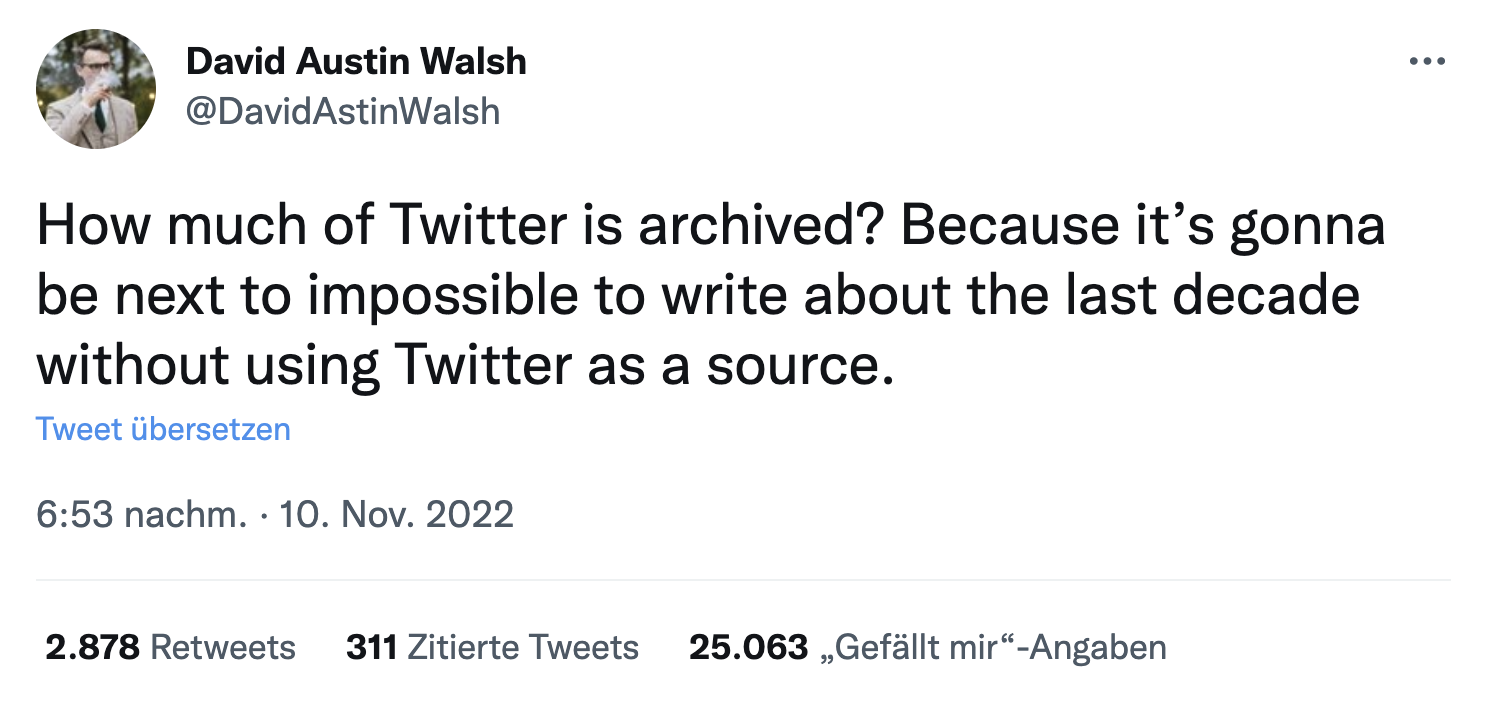 David Austin Walsh
@DavidAstinWalsh
How much of Twitter is archived? Because it’s gonna
be next to impossible to write about the last decade
without using Twitter as a source.
Tweet übersetzen
6:53 nachm. · 10. Nov. 2022
2.878 Retweets 311 Zitierte Tweets 25.063 „Gefällt mir“-Angaben